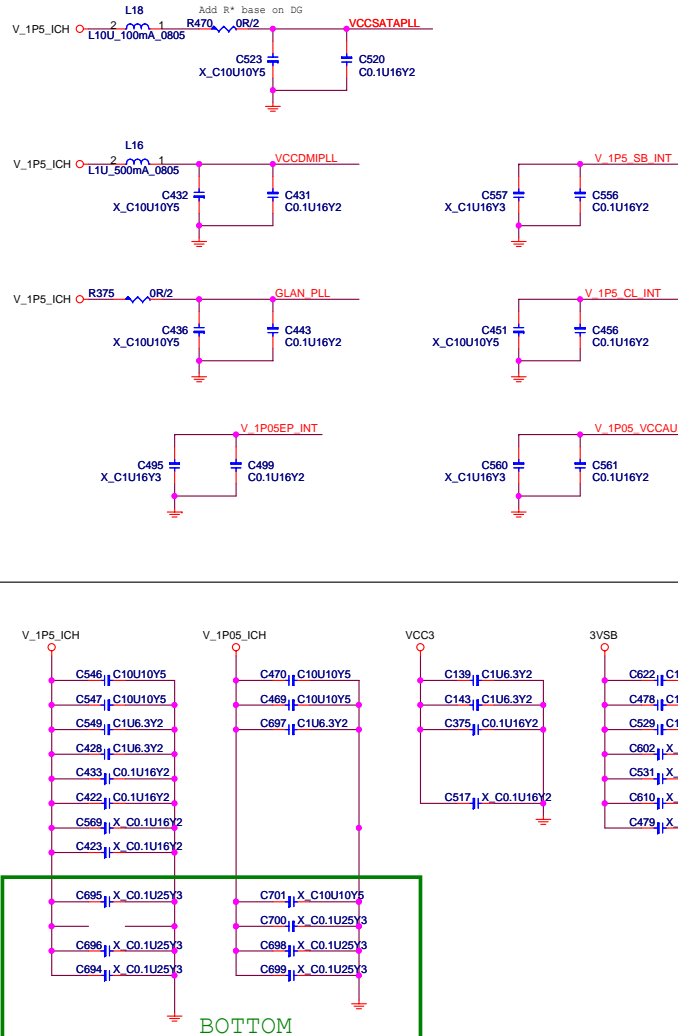 L18
Add R* base on DG
V_1P5_ICH 2 1 R470 0R/2 VCCSATAPLL
L10U_100mA_0805
C523 C520
X_C10U10Y5 C0.1U16Y2
L16
V_1P5_ICH 2 1 VCCDMIPLL V_1P5_SB_INT
L1U_500mA_0805
C432 C431 C557 C556
X_C10U10Y5 C0.1U16Y2 X_C1U16Y3 C0.1U16Y2
V_1P5_ICH R375 0R/2 GLAN_PLL V_1P5_CL_INT
C436 C443 C451 C456
X_C10U10Y5 C0.1U16Y2 X_C10U10Y5 C0.1U16Y2
V_1P05EP_INT V_1P05_VCCAU
C495 C499 C560 C561
X_C1U16Y3 C0.1U16Y2 X_C1U16Y3 C0.1U16Y2
V_1P5_ICH V_1P05_ICH VCC3 3VSB
C546 C10U10Y5 C470 C10U10Y5 C139 C1U6.3Y2 C622 C1
C547 C10U10Y5 C469 C10U10Y5 C143 C1U6.3Y2 C478 C1
C549 C1U6.3Y2 C697 C1U6.3Y2 C375 C0.1U16Y2 C529 C1
C428 C1U6.3Y2 C602 X_
C433 C0.1U16Y2 C531 X_
C422 C0.1U16Y2 C517 X_C0.1U16Y2 C610 X_
C569 X_C0.1U16Y2 C479 X_
C423 X_C0.1U16Y2
C695 X_C0.1U25Y3 C701 X_C10U10Y5
C700 X_C0.1U25Y3
C696 X_C0.1U25Y3 C698 X_C0.1U25Y3
C694 X_C0.1U25Y3 C699 X_C0.1U25Y3
BOTTOM